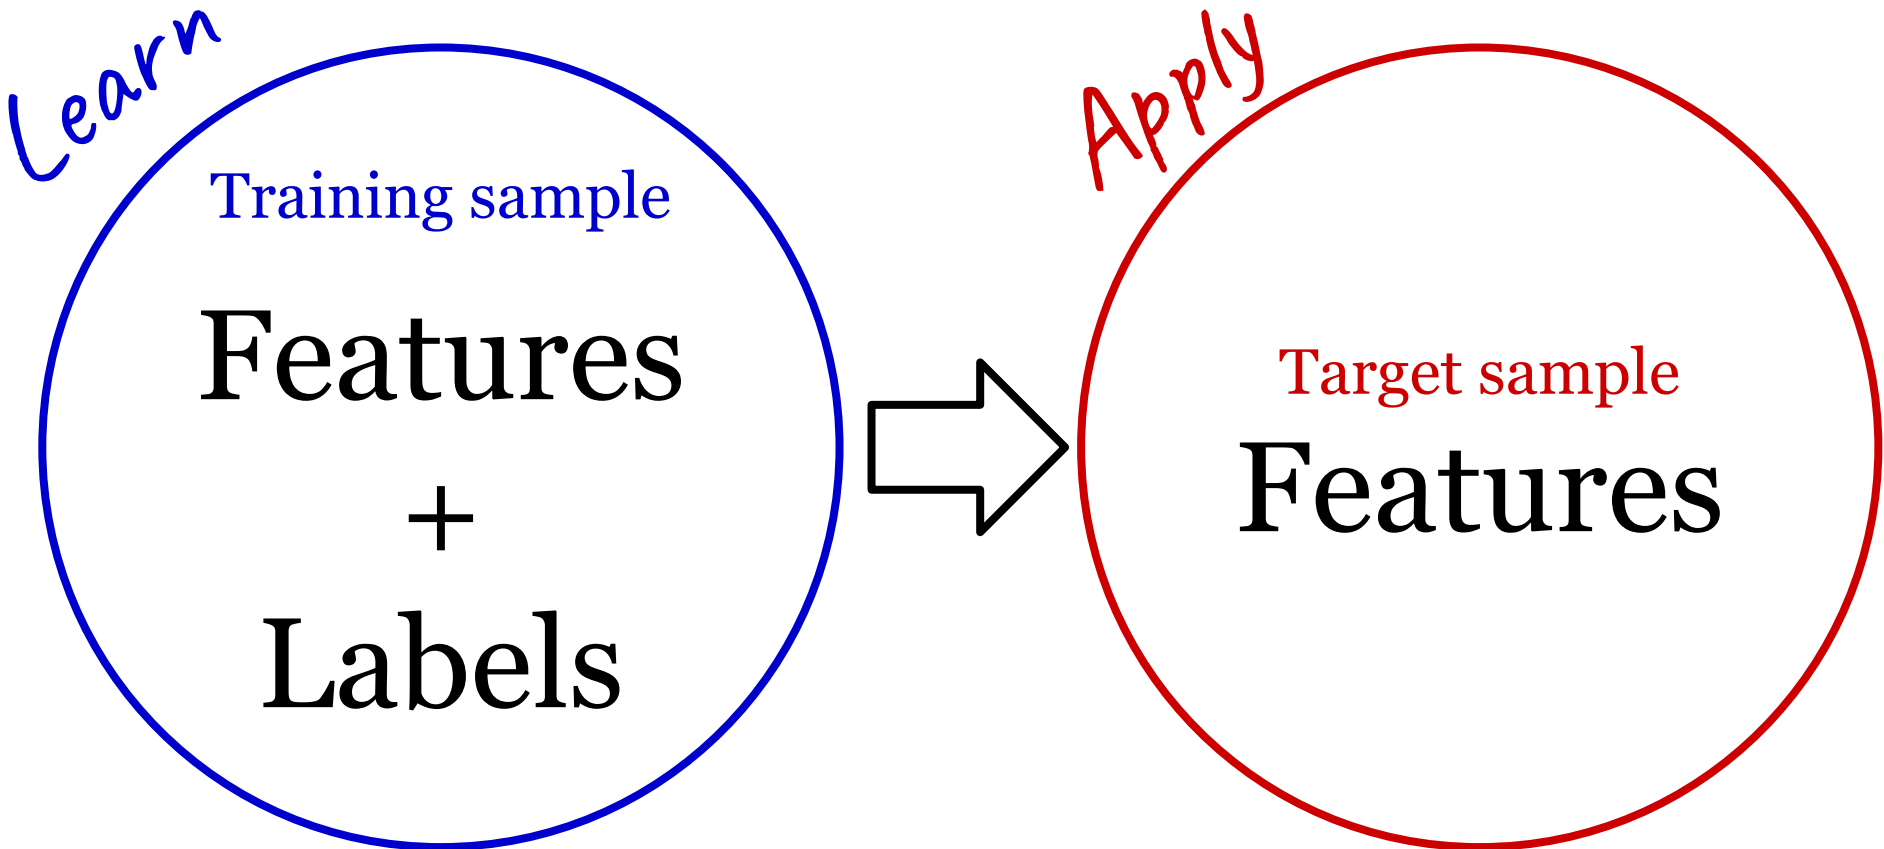 Learn
Training sample
Features
+
Labels
Apply
Target sample
Features